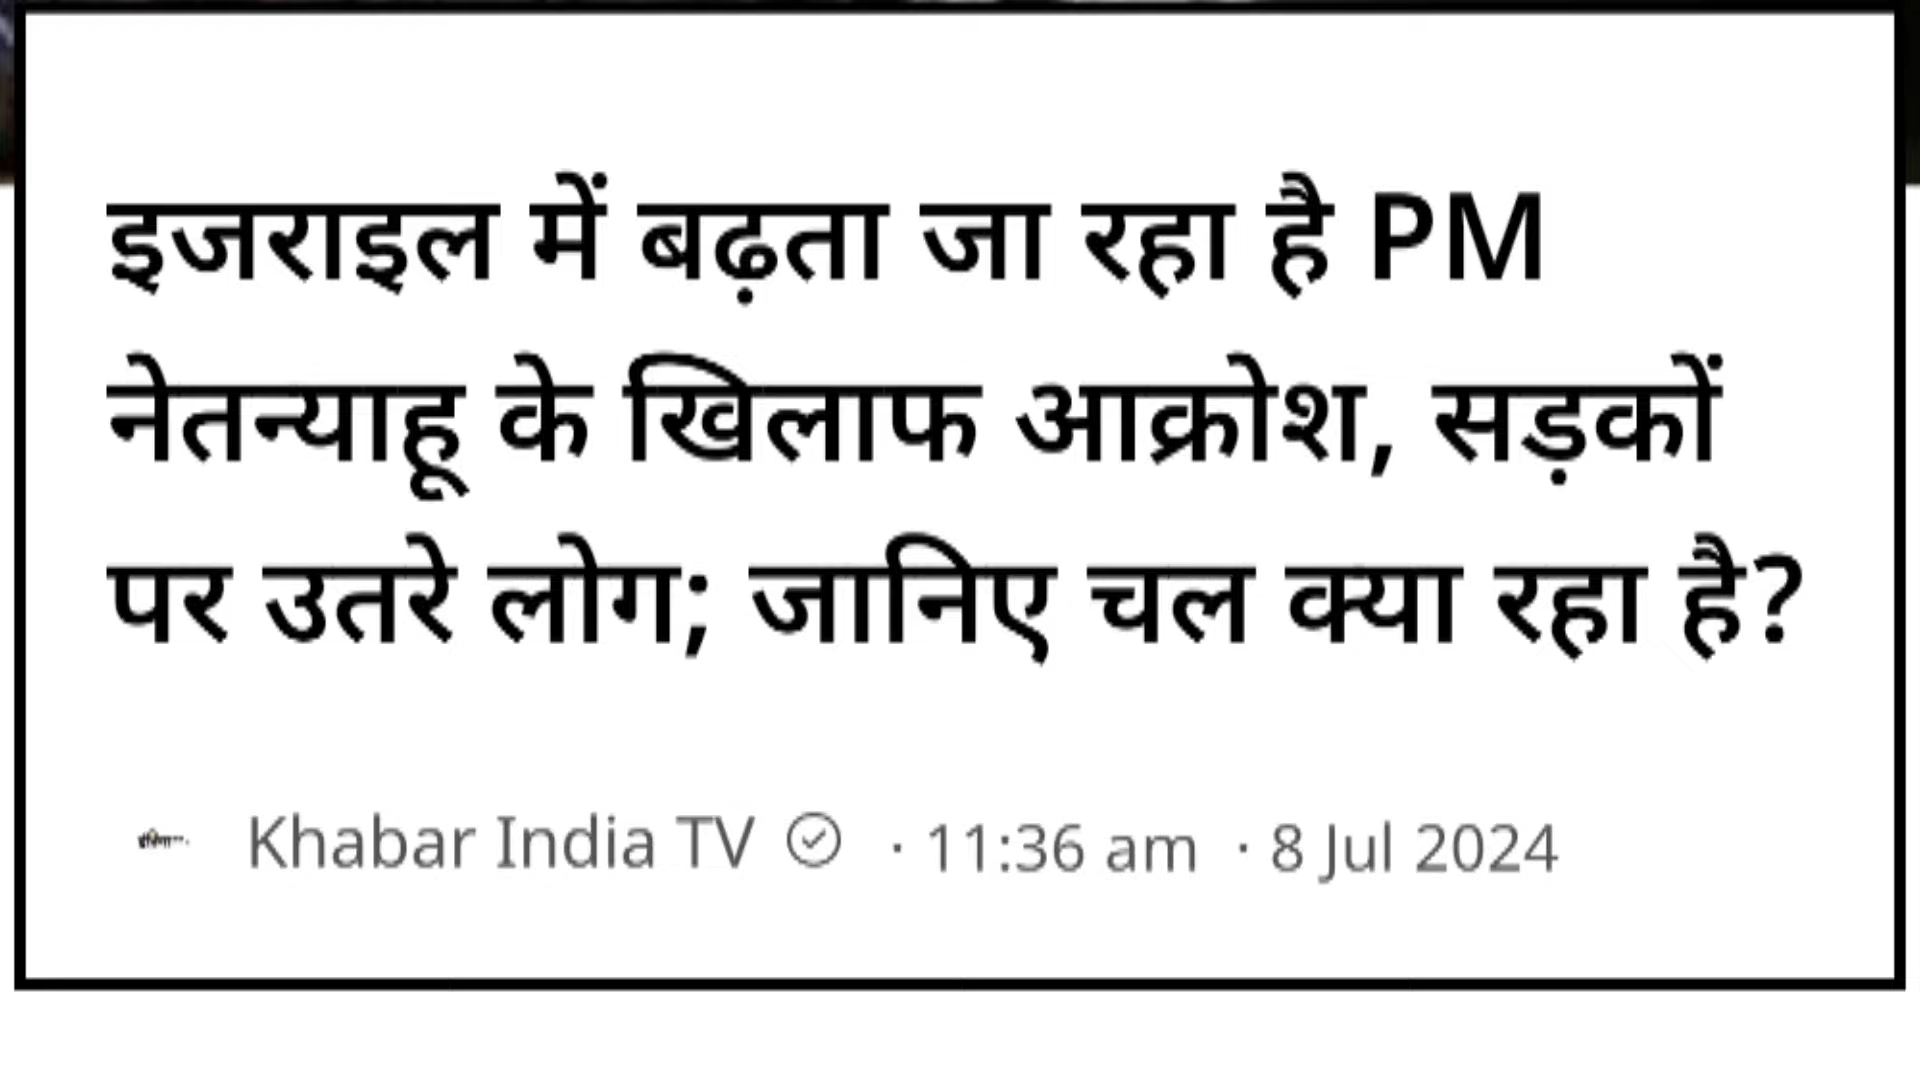 इजराइल में बढ़ता जा रहा है PM
नेतन्याहू के खिलाफ आक्रोश, सड़कों
पर उतरे लोग; जानिए चल क्या रहा है?
Khabar India TV · 11:36 am · 8 Jul 2024